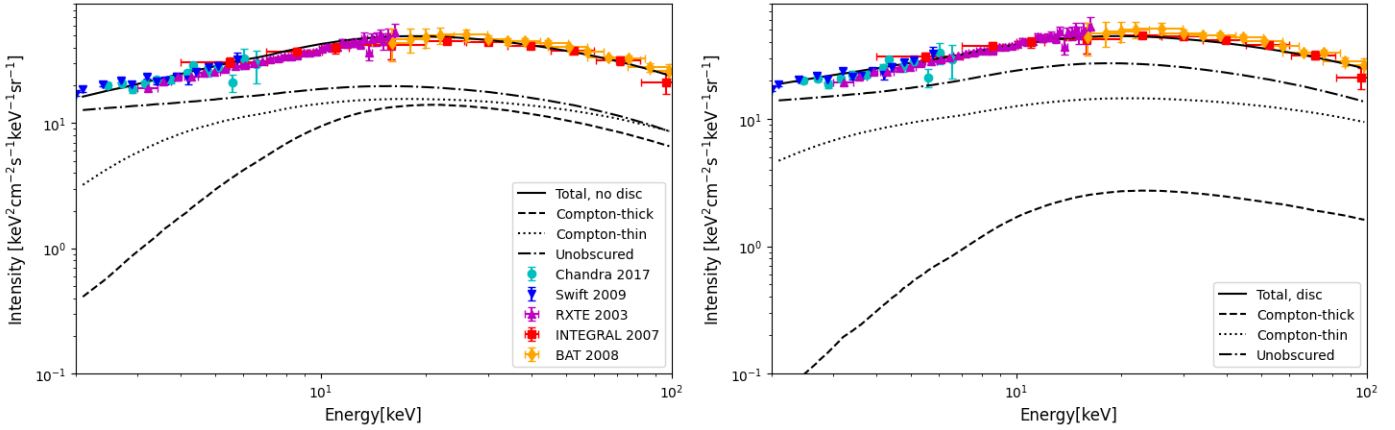 Intensity [keV²cm⁻²s⁻¹keV⁻¹sr⁻¹]
10¹
10⁰
10⁻¹
10¹
10²
Energy[keV]
Total, no disc
Compton-thick
Compton-thin
Unobscured
Chandra 2017
Swift 2009
RXTE 2003
INTEGRAL 2007
BAT 2008
Intensity [keV²cm⁻²s⁻¹keV⁻¹sr⁻¹]
10¹
10⁰
10⁻¹
10¹
10²
Energy[keV]
Total, disc
Compton-thick
Compton-thin
Unobscured